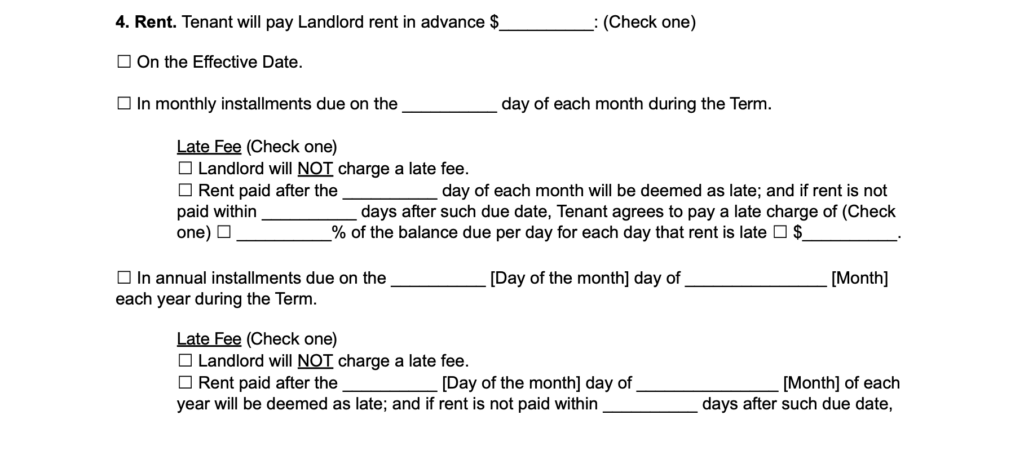 4. Rent. Tenant will pay Landlord rent in advance $__________: (Check one)
☐ On the Effective Date.
☐ In monthly installments due on the __________ day of each month during the Term.
Late Fee (Check one)
☐ Landlord will NOT charge a late fee.
☐ Rent paid after the __________ day of each month will be deemed as late; and if rent is not
paid within __________ days after such due date, Tenant agrees to pay a late charge of (Check
one) ☐ __________% of the balance due per day for each day that rent is late ☐ $__________.
☐ In annual installments due on the __________ [Day of the month] day of _______________ [Month]
each year during the Term.
Late Fee (Check one)
☐ Landlord will NOT charge a late fee.
☐ Rent paid after the __________ [Day of the month] day of _______________ [Month] of each
year will be deemed as late; and if rent is not paid within __________ days after such due date,